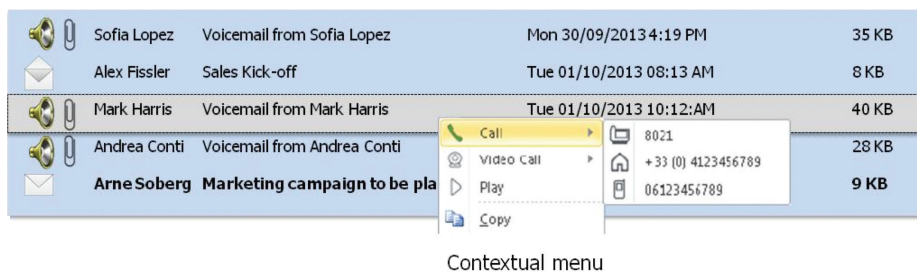 Sofia Lopez Voicemail from Sofia Lopez Mon 30/09/2013 4:19 PM 35 KB
Alex Fissler Sales Kick-off Tue 01/10/2013 08:13 AM 8 KB
Mark Harris Voicemail from Mark Harris Tue 01/10/2013 10:12:AM 40 KB
Andrea Conti Voicemail from Andrea Conti 28 KB
Arne Soberg Marketing campaign to be pla 9 KB
Call 8021
Video Call +33 (0) 4123456789
Play 06123456789
Copy
Contextual menu